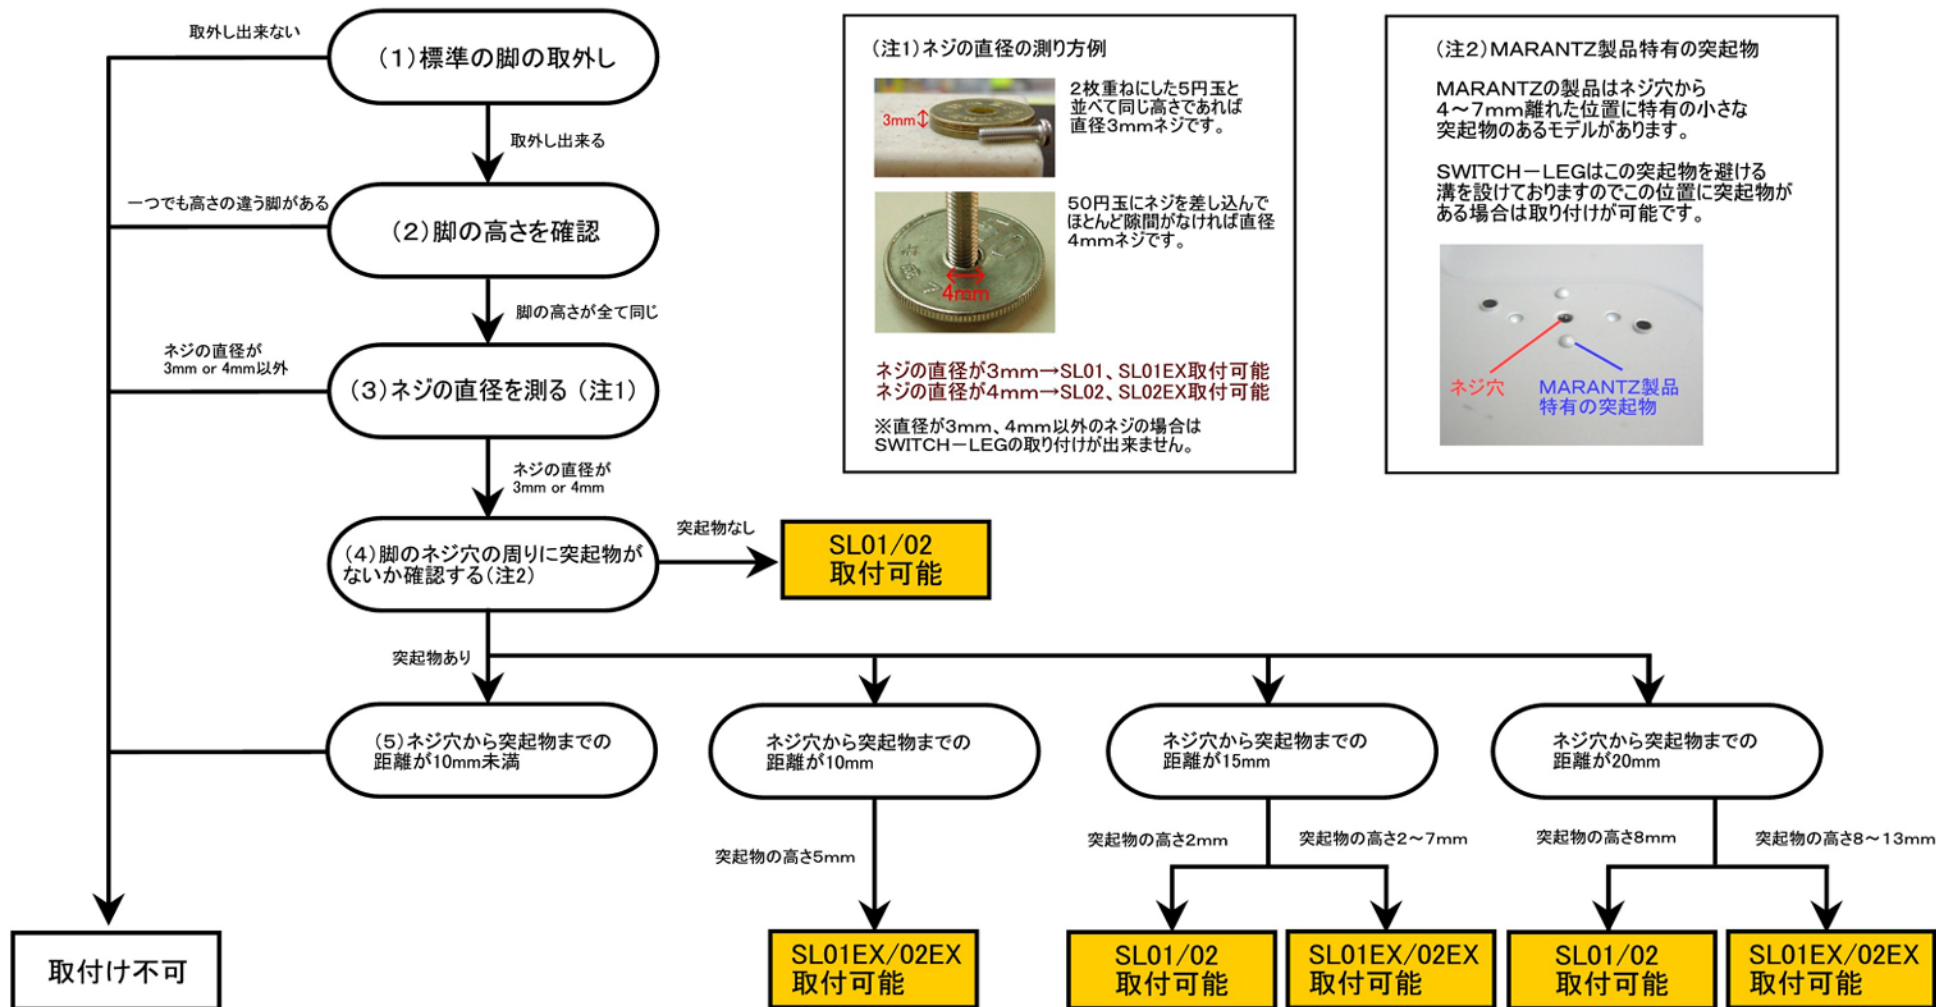 取外し出来ない
(1)標準の脚の取外し
取外し出来る
一つでも高さの違う脚がある
(2)脚の高さを確認
脚の高さが全て同じ
ネジの直径が
3mm or 4mm以外
(3)ネジの直径を測る (注1)
ネジの直径が
3mm or 4mm
(4)脚のネジ穴の周りに突起物が
ないか確認する(注2)
突起物なし
SL01/02
取付可能
(注1)ネジの直径の測り方例
2枚重ねにした5円玉と
並べて同じ高さであれば
直径3mmネジです。
3mm
50円玉にネジを差し込んで
ほとんど隙間がなければ直径
4mmネジです。
4mm
ネジの直径が3mm→SL01、SL01EX取付可能
ネジの直径が4mm→SL02、SL02EX取付可能
※直径が3mm、4mm以外のネジの場合は
SWITCH-LEGの取り付けが出来ません。
(注2)MARANTZ製品特有の突起物
MARANTZの製品はネジ穴から
4~7mm離れた位置に特有の小さな
突起物のあるモデルがあります。
SWITCH-LEGはこの突起物を避ける
溝を設けておりますのでこの位置に突起物が
ある場合は取り付けが可能です。
ネジ穴
MARANTZ製品
特有の突起物
突起物あり
(5)ネジ穴から突起物までの
距離が10mm未満
ネジ穴から突起物までの
距離が10mm
ネジ穴から突起物までの
距離が15mm
ネジ穴から突起物までの
距離が20mm
突起物の高さ5mm
突起物の高さ2mm
突起物の高さ2~7mm
突起物の高さ8mm
突起物の高さ8~13mm
取付け不可
SL01EX/02EX
取付可能
SL01/02
取付可能
SL01EX/02EX
取付可能
SL01/02
取付可能
SL01EX/02EX
取付可能